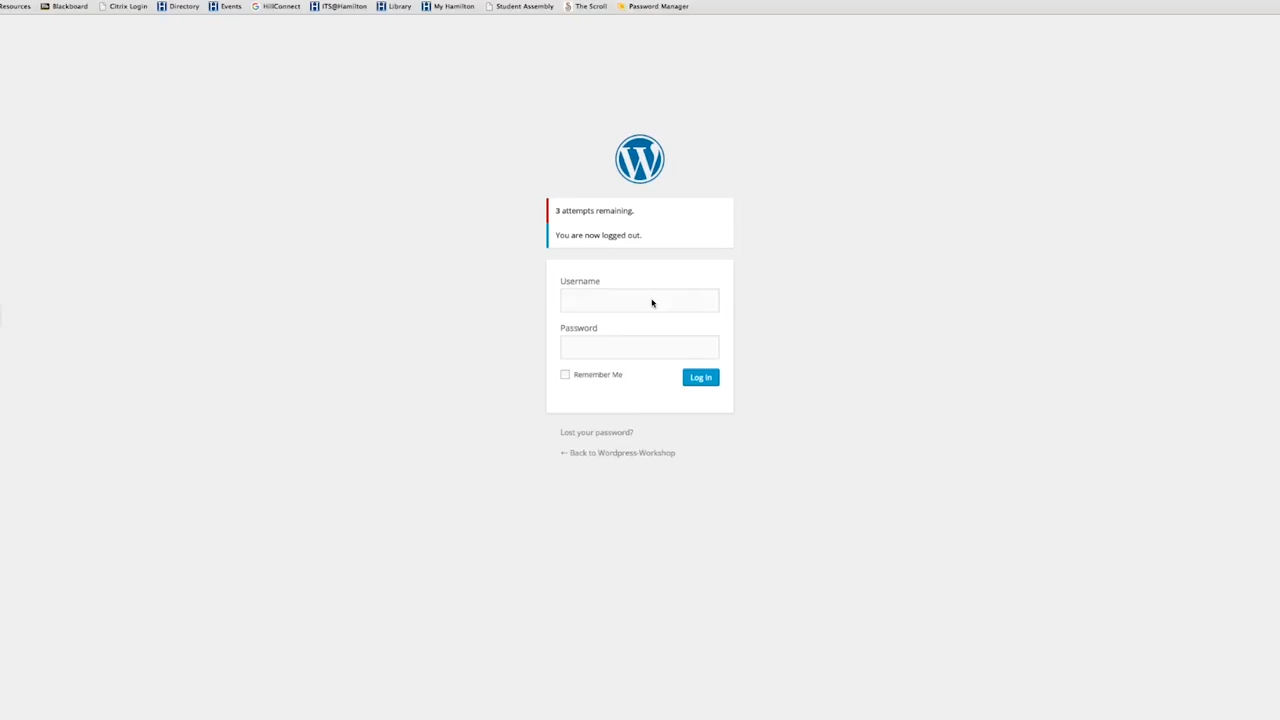 Resources Blackboard Citrix Login Directory Events HillConnect ITS@Hamilton Library My Hamilton Student Assembly The Scroll Password Manager
3 attempts remaining.
You are now logged out.
Username
Password
Remember Me Log In
Lost your password?
← Back to Wordpress-Workshop